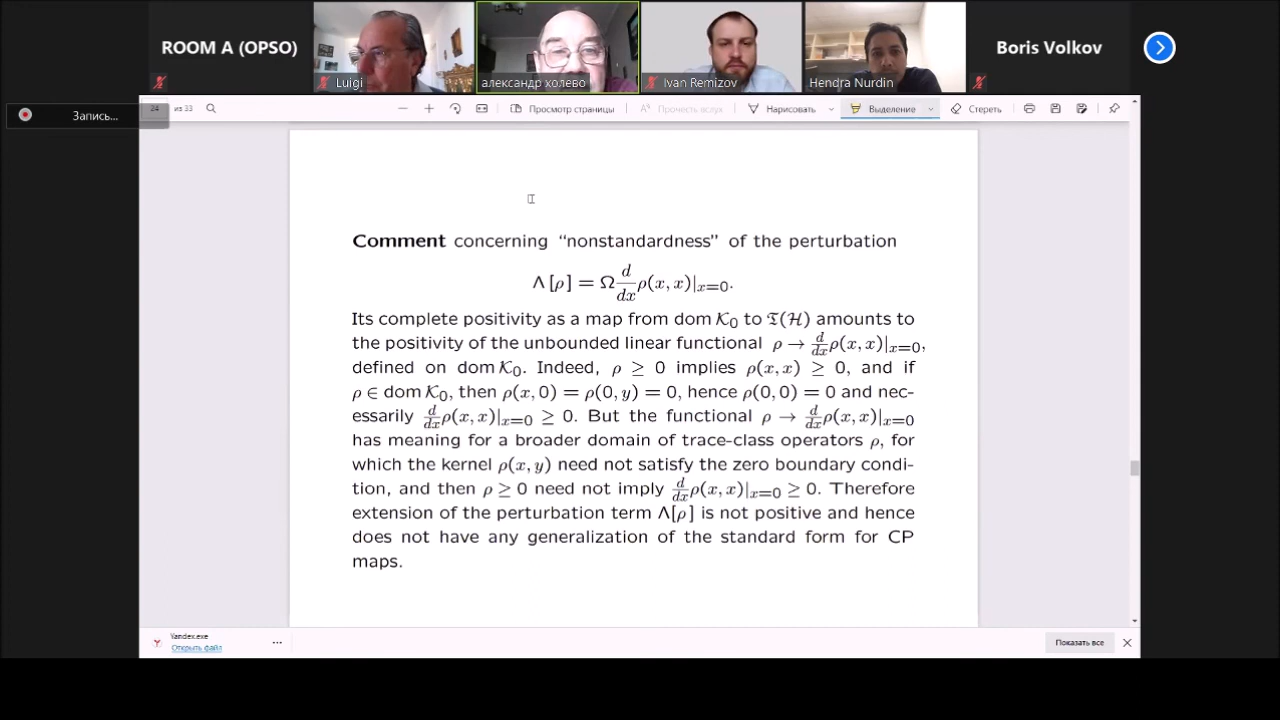 ROOM A (OPSO)
Luigi
александр холево
Ivan Remizov
Hendra Nurdin
Boris Volkov
Запись...
24 из 33
Просмотр страницы
Прочесть вслух
Нарисовать
Выделение
Стереть
Comment concerning “nonstandardness” of the perturbation
Λ[ρ] = Ω d/dx ρ(x, x)|x=0.
Its complete positivity as a map from dom K₀ to 𝔗(ℋ) amounts to
the positivity of the unbounded linear functional ρ → d/dx ρ(x, x)|x=0,
defined on dom K₀. Indeed, ρ ≥ 0 implies ρ(x, x) ≥ 0, and if
ρ ∈ dom K₀, then ρ(x, 0) = ρ(0, y) = 0, hence ρ(0, 0) = 0 and nec-
essarily d/dx ρ(x, x)|x=0 ≥ 0. But the functional ρ → d/dx ρ(x, x)|x=0
has meaning for a broader domain of trace-class operators ρ, for
which the kernel ρ(x, y) need not satisfy the zero boundary condi-
tion, and then ρ ≥ 0 need not imply d/dx ρ(x, x)|x=0 ≥ 0. Therefore
extension of the perturbation term Λ[ρ] is not positive and hence
does not have any generalization of the standard form for CP
maps.
Yandex.exe
Открыть файл
...
Показать все